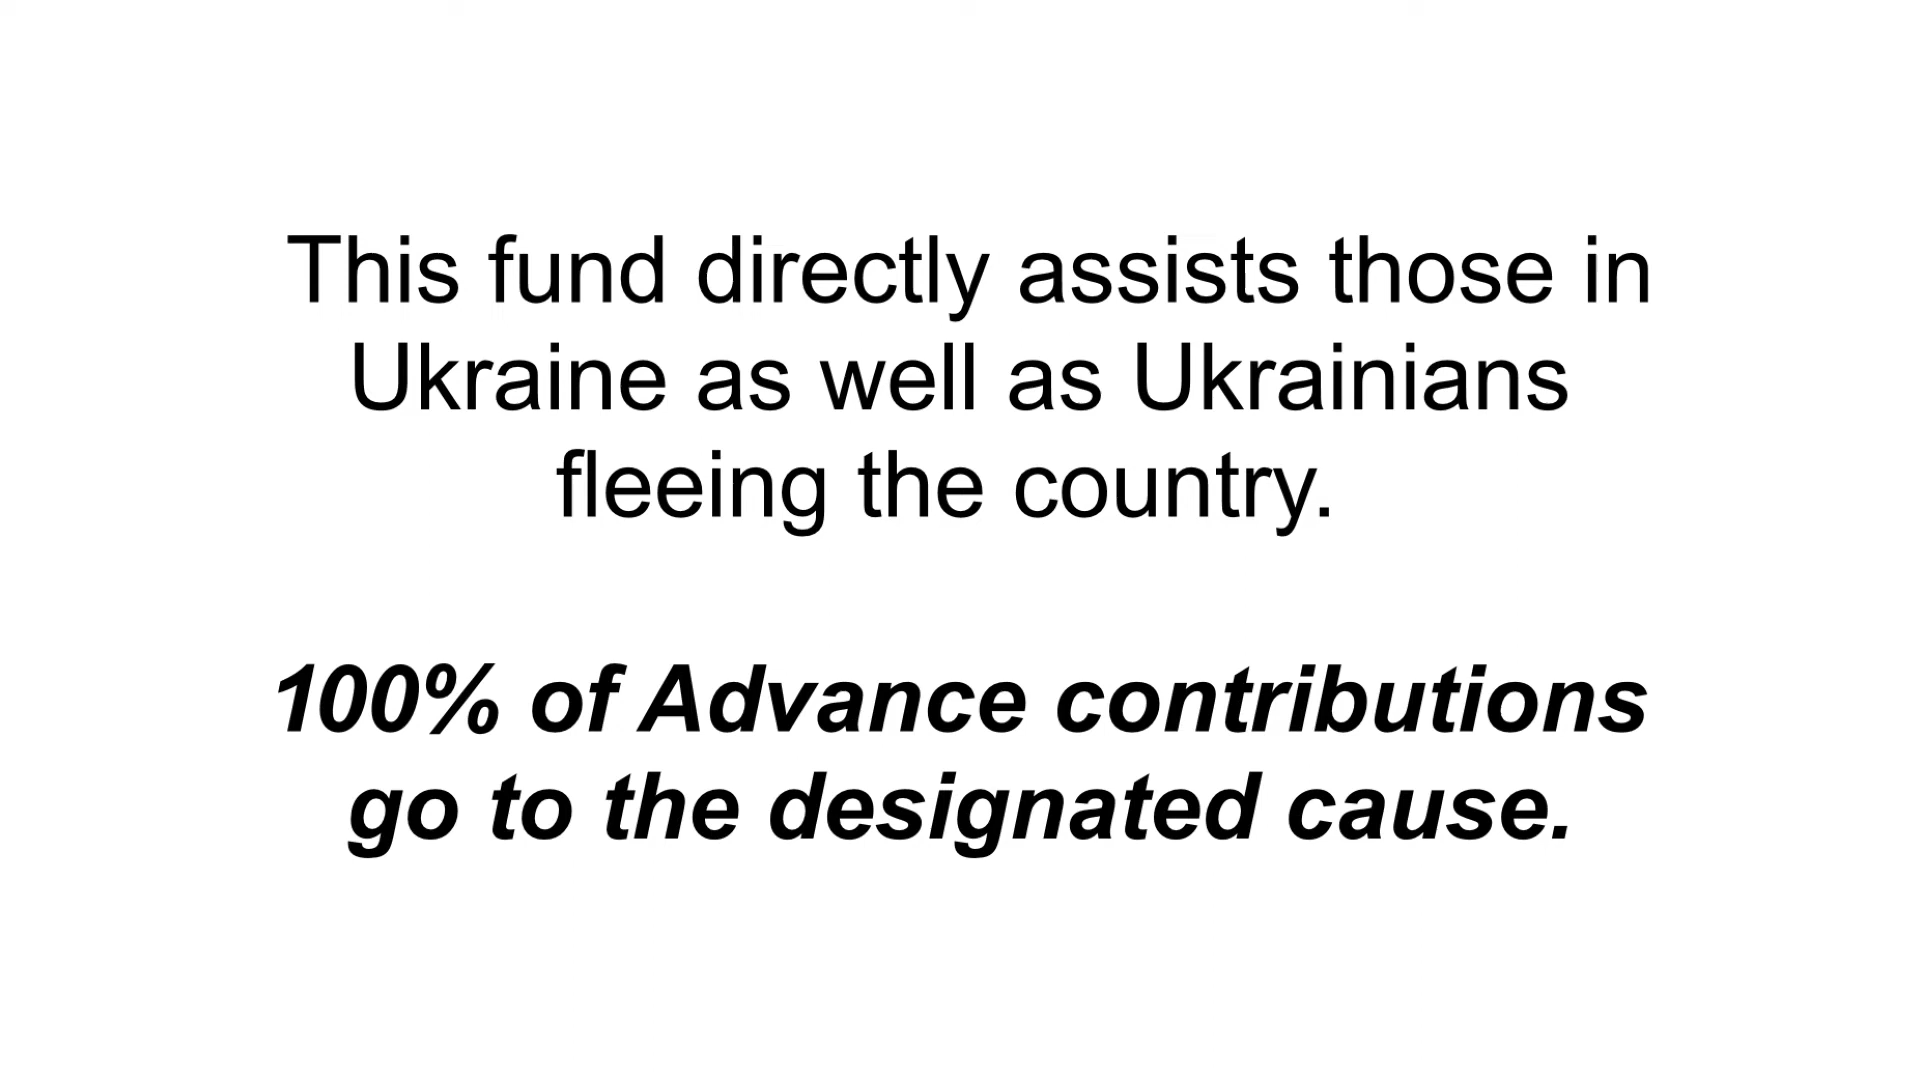 This fund directly assists those in
Ukraine as well as Ukrainians
fleeing the country.
100% of Advance contributions
go to the designated cause.